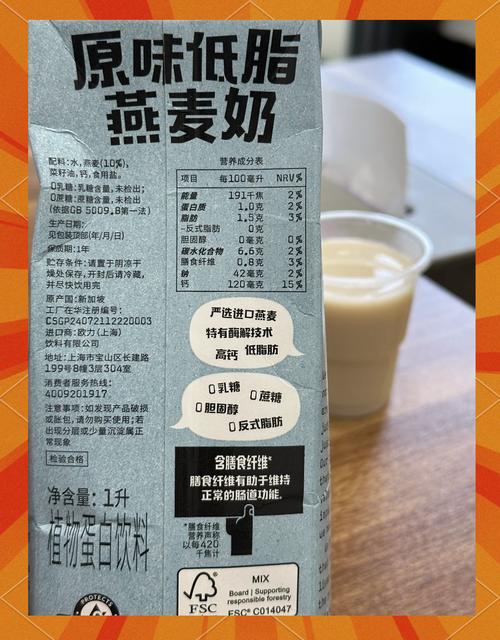 原味低脂
燕麦奶
配料:水,燕麦(10%),
菜籽油,钙,食用盐。
0乳糖:乳糖含量,未检出;
0蔗糖:蔗糖含量,未检出;
(依据GB 5009.8第一法)
生产日期:
见包装顶部(年/月/日)
保质期:1年
贮存条件:请置于阴凉干
燥处保存,开封后请冷藏,
并尽快饮用完
原产国:新加坡
工厂在华注册编号:
CSGP24072112220003
进口商:欧力(上海)
饮料有限公司
地址:上海市宝山区长建路
199号8幢3层304室
消费者服务热线:
4009201917
注意事项:如发现产品破损
或胀包,请勿购买使用;若
出现分层或少量沉淀属正
常现象
检验合格
净含量: 1升
植物蛋白饮料
营养成分表
项目 每100毫升 NRV%
能量 191千焦 2%
蛋白质 1.0克 2%
脂肪 1.5克 3%
-反式脂肪 0克
胆固醇 0毫克 0%
碳水化合物 6.6克 2%
膳食纤维 0.8克 3%
钠 42毫克 2%
钙 120毫克 15%
严选进口燕麦
特有酶解技术
高钙 低脂肪
0乳糖
0蔗糖
0胆固醇
0反式脂肪
含膳食纤维*
膳食纤维有助于维持
正常的肠道功能。
*膳食纤维
营养声称
以每420
千焦计
FSC
MIX
Board | Supporting
responsible forestry
FSC® C014047